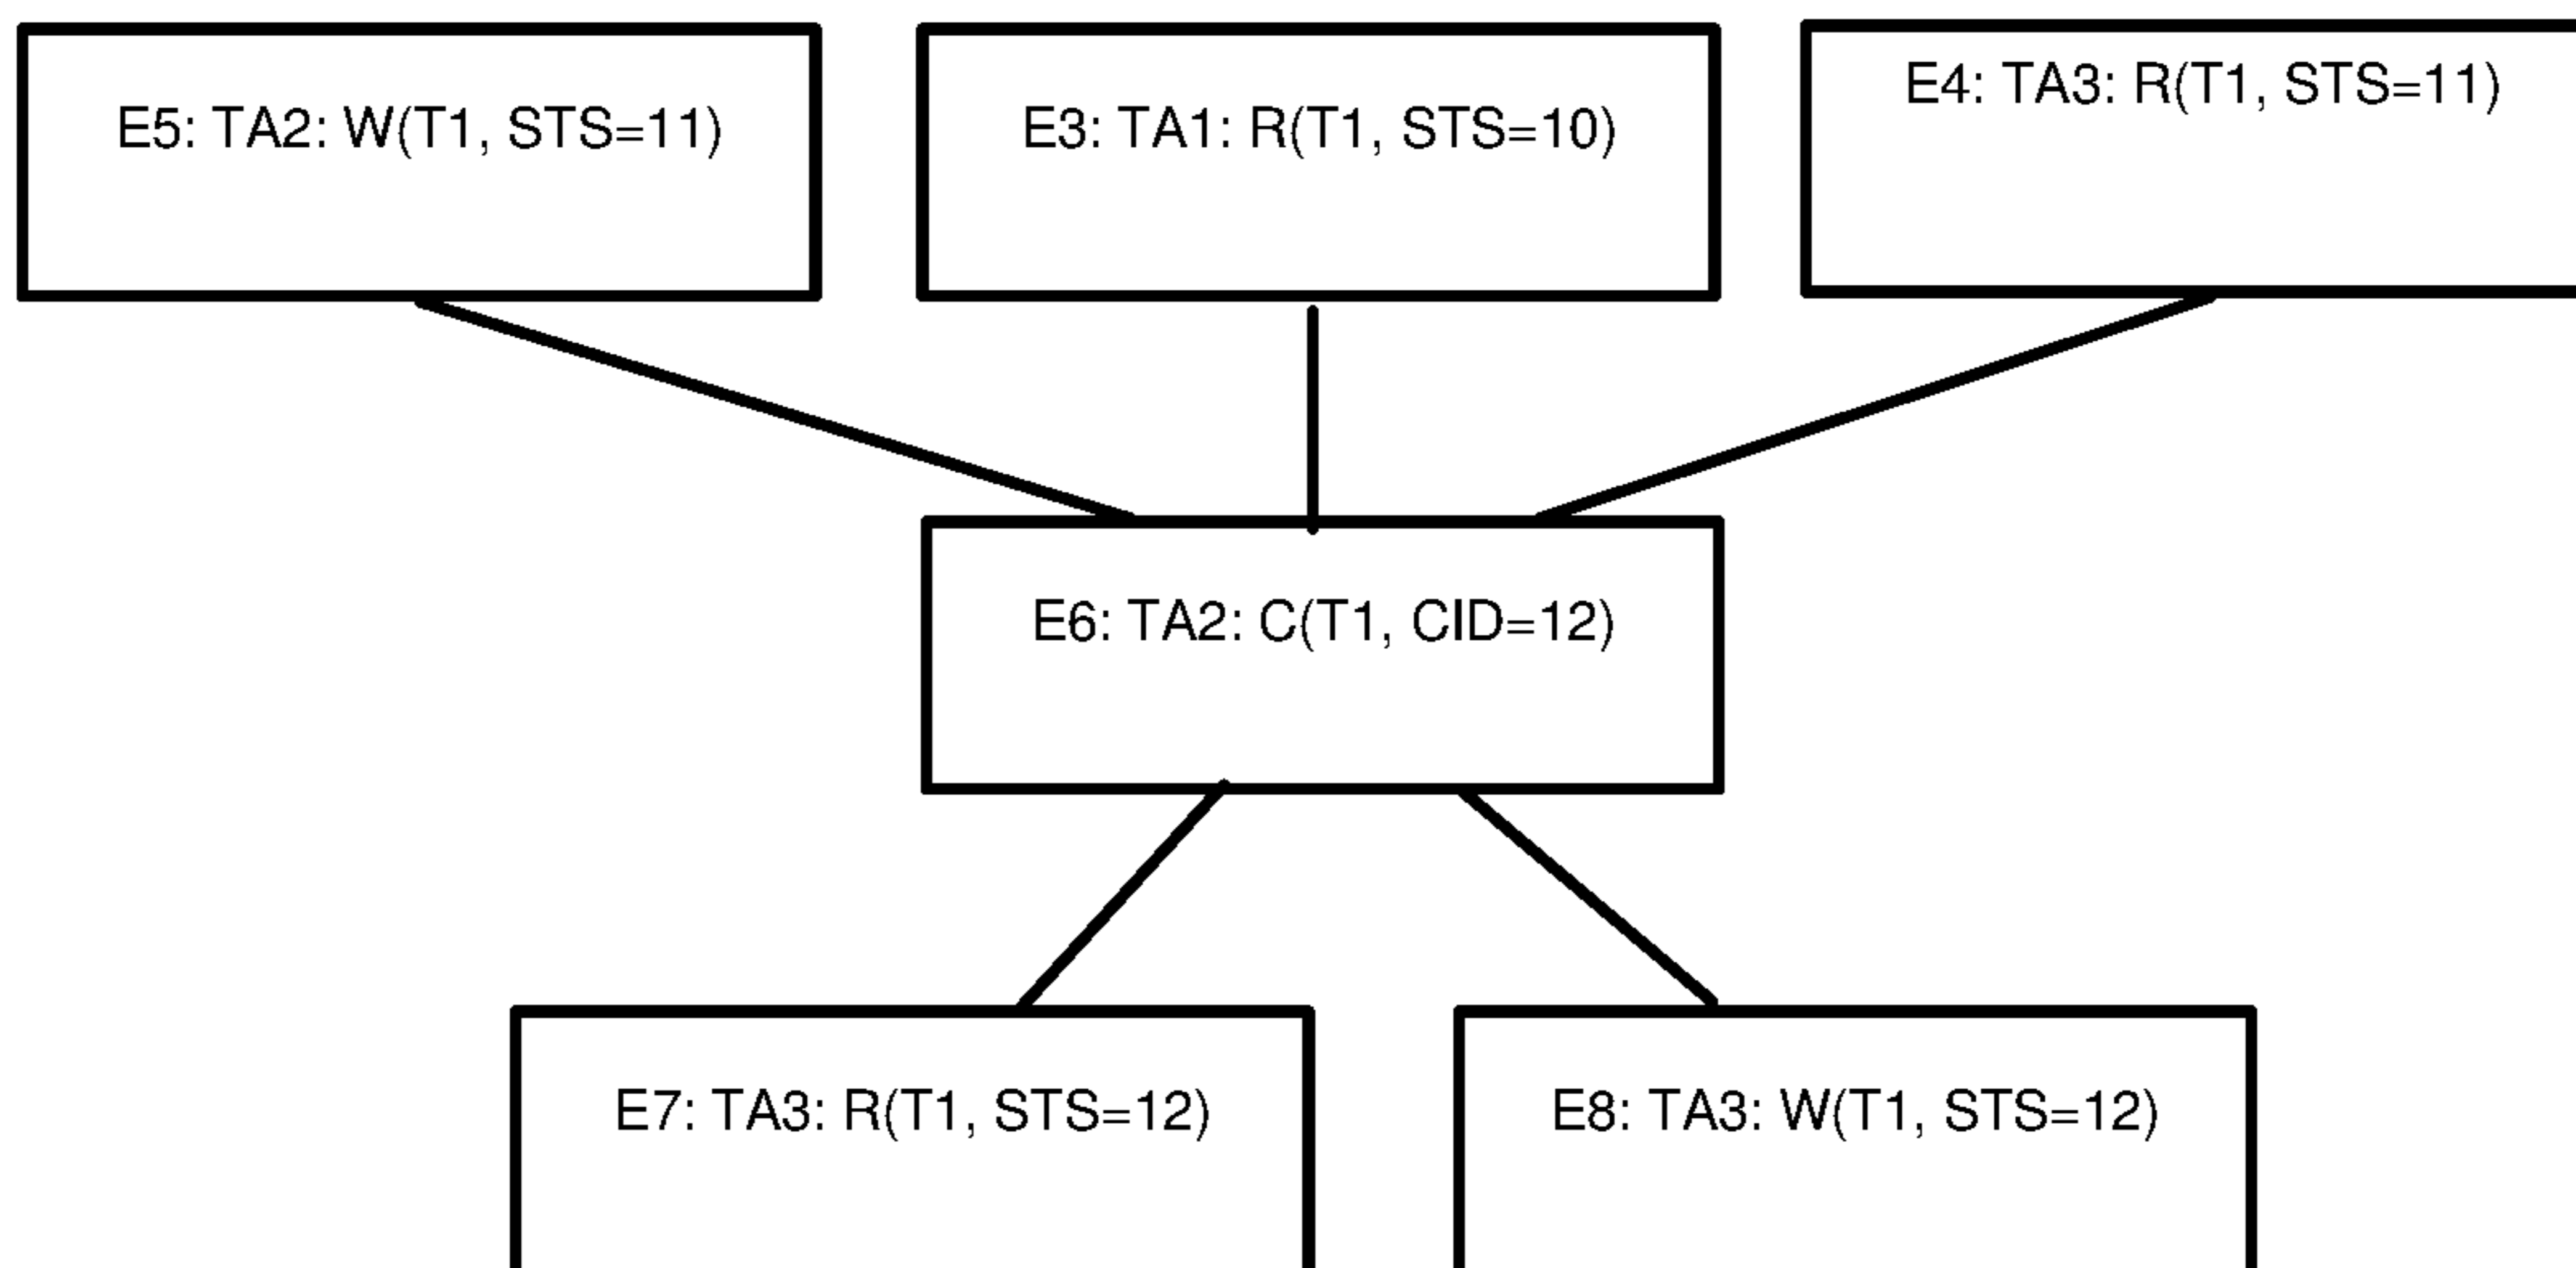 E5: TA2: W(T1, STS=11)
E3: TA1: R(T1, STS=10)
E4: TA3: R(T1, STS=11)
E6: TA2: C(T1, CID=12)
E7: TA3: R(T1, STS=12)
E8: TA3: W(T1, STS=12)